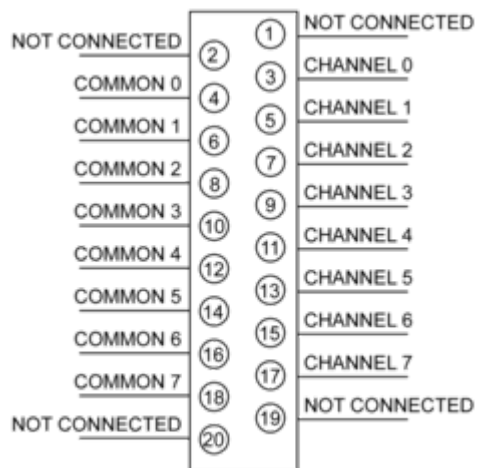 NOT CONNECTED
1
NOT CONNECTED
2
CHANNEL 0
3
COMMON 0
4
CHANNEL 1
5
COMMON 1
6
CHANNEL 2
7
COMMON 2
8
CHANNEL 3
9
COMMON 3
10
CHANNEL 4
11
COMMON 4
12
CHANNEL 5
13
COMMON 5
14
CHANNEL 6
15
COMMON 6
16
CHANNEL 7
17
COMMON 7
18
NOT CONNECTED
19
NOT CONNECTED
20